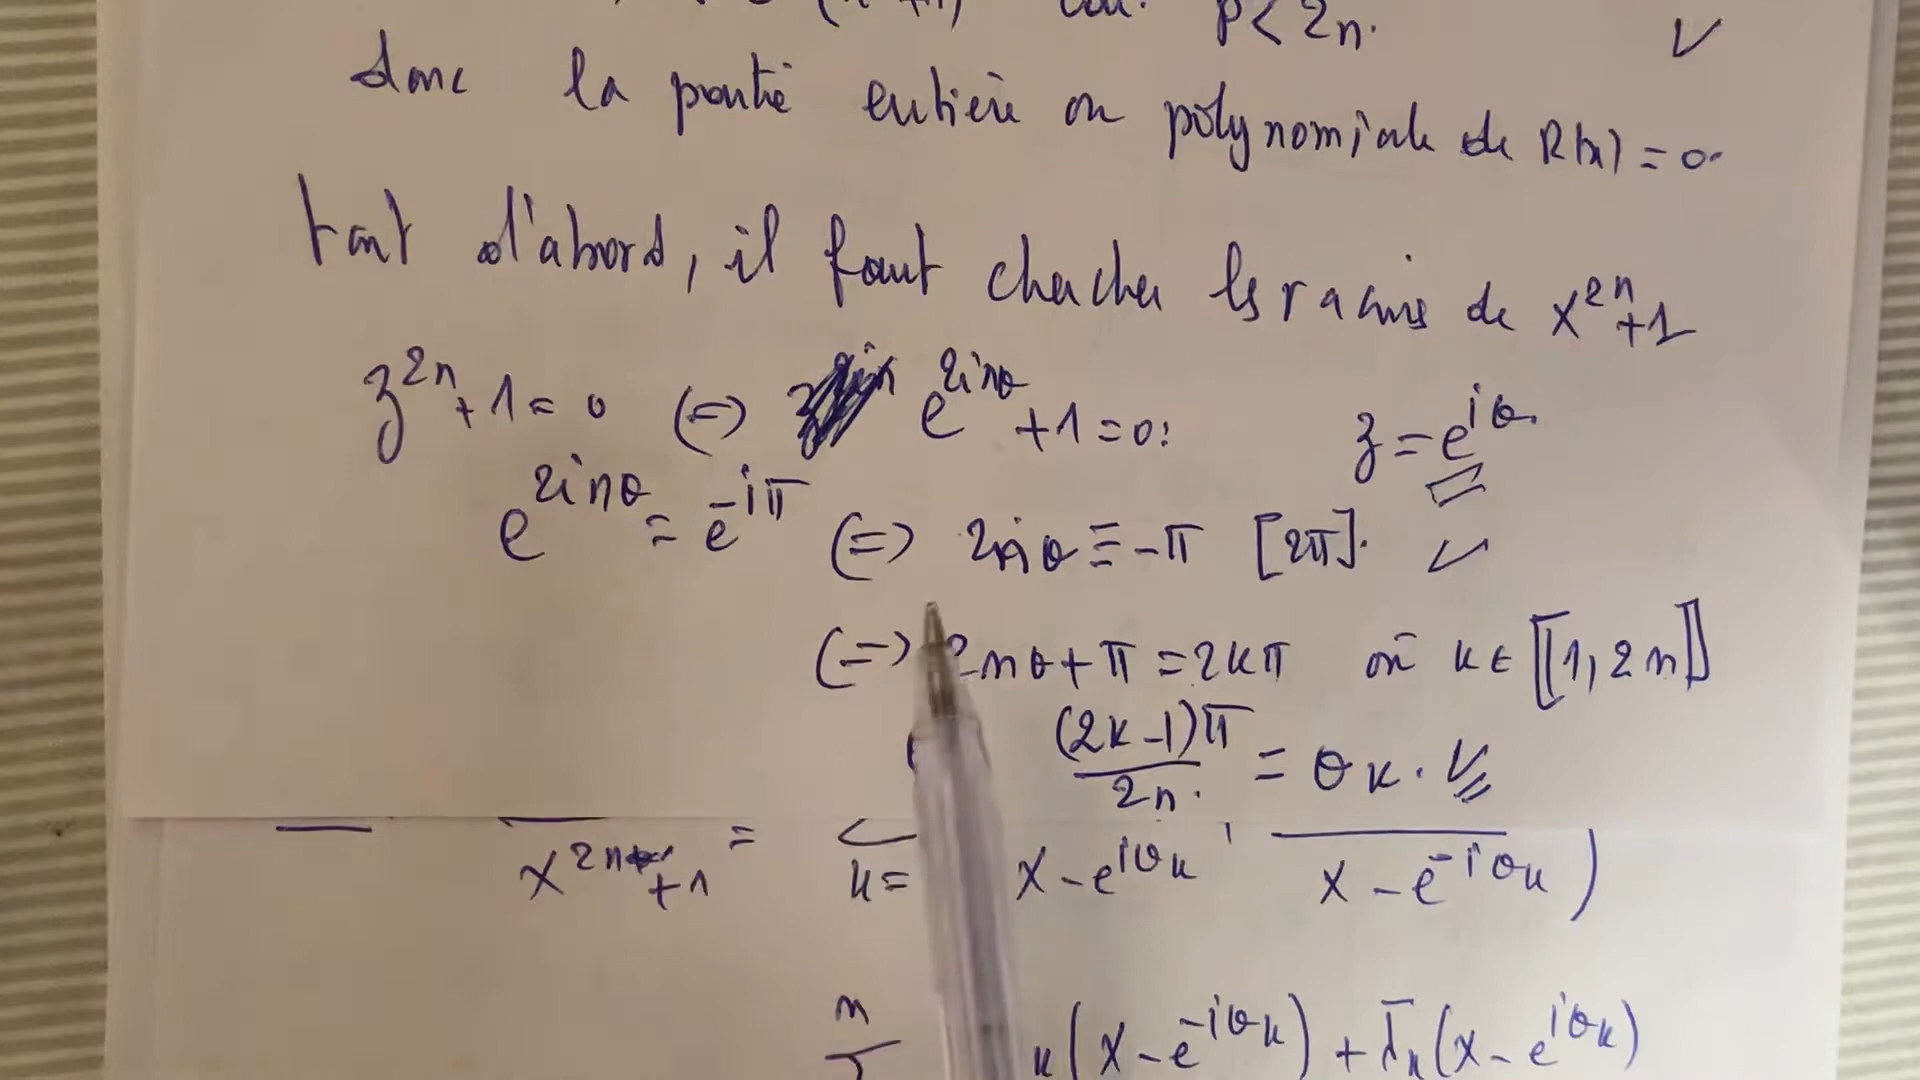 car P < 2n.
donc la partie entière ou polynomiale de R(x) = 0.
tout d'abord, il faut chercher les racines de x^{2n}+1
z^{2n}+1=0 (=) e^{2inθ}+1=0. z = e^{iθ}
e^{2inθ} = e^{-iπ} (=) 2nθ ≡ -π [2π].
(=) 2nθ+π = 2kπ où k ∈ ⟦1, 2n⟧
(2k-1)π / 2n = θk.
x^{2n}+1 = k= x - e^{iθk} , x - e^{-iθk} )
n k (x - e^{-iθk}) + λ̄k (x - e^{iθk})